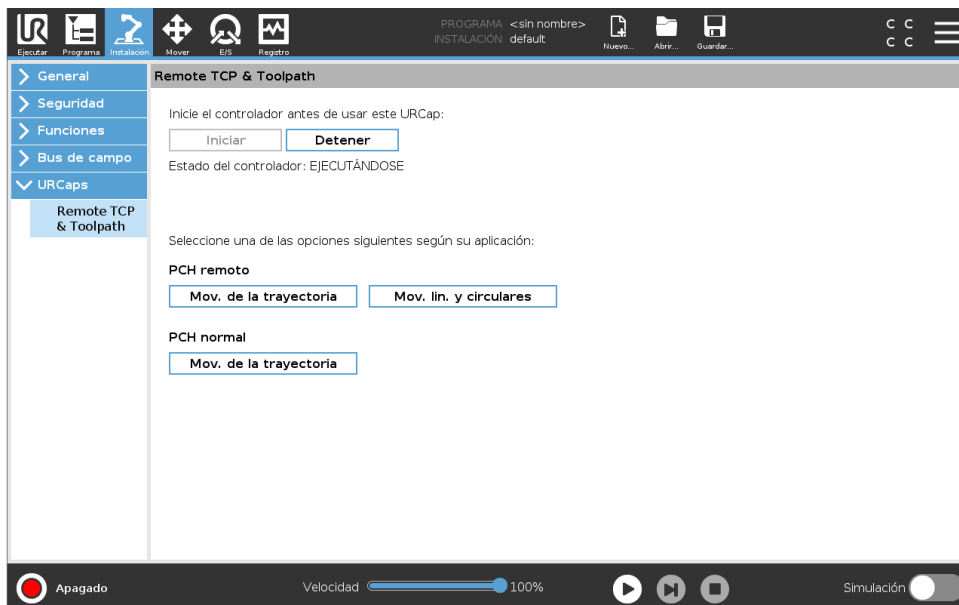 PROGRAMA <sin nombre>
INSTALACIÓN default
Ejecutar Programa Instalación Mover E/S Registro Nuevo... Abrir... Guardar...
C C
C C
General
Seguridad
Funciones
Bus de campo
URCaps
Remote TCP
& Toolpath
Remote TCP & Toolpath
Inicie el controlador antes de usar este URCap:
Iniciar Detener
Estado del controlador: EJECUTÁNDOSE
Seleccione una de las opciones siguientes según su aplicación:
PCH remoto
Mov. de la trayectoria Mov. lin. y circulares
PCH normal
Mov. de la trayectoria
Apagado Velocidad 100% Simulación